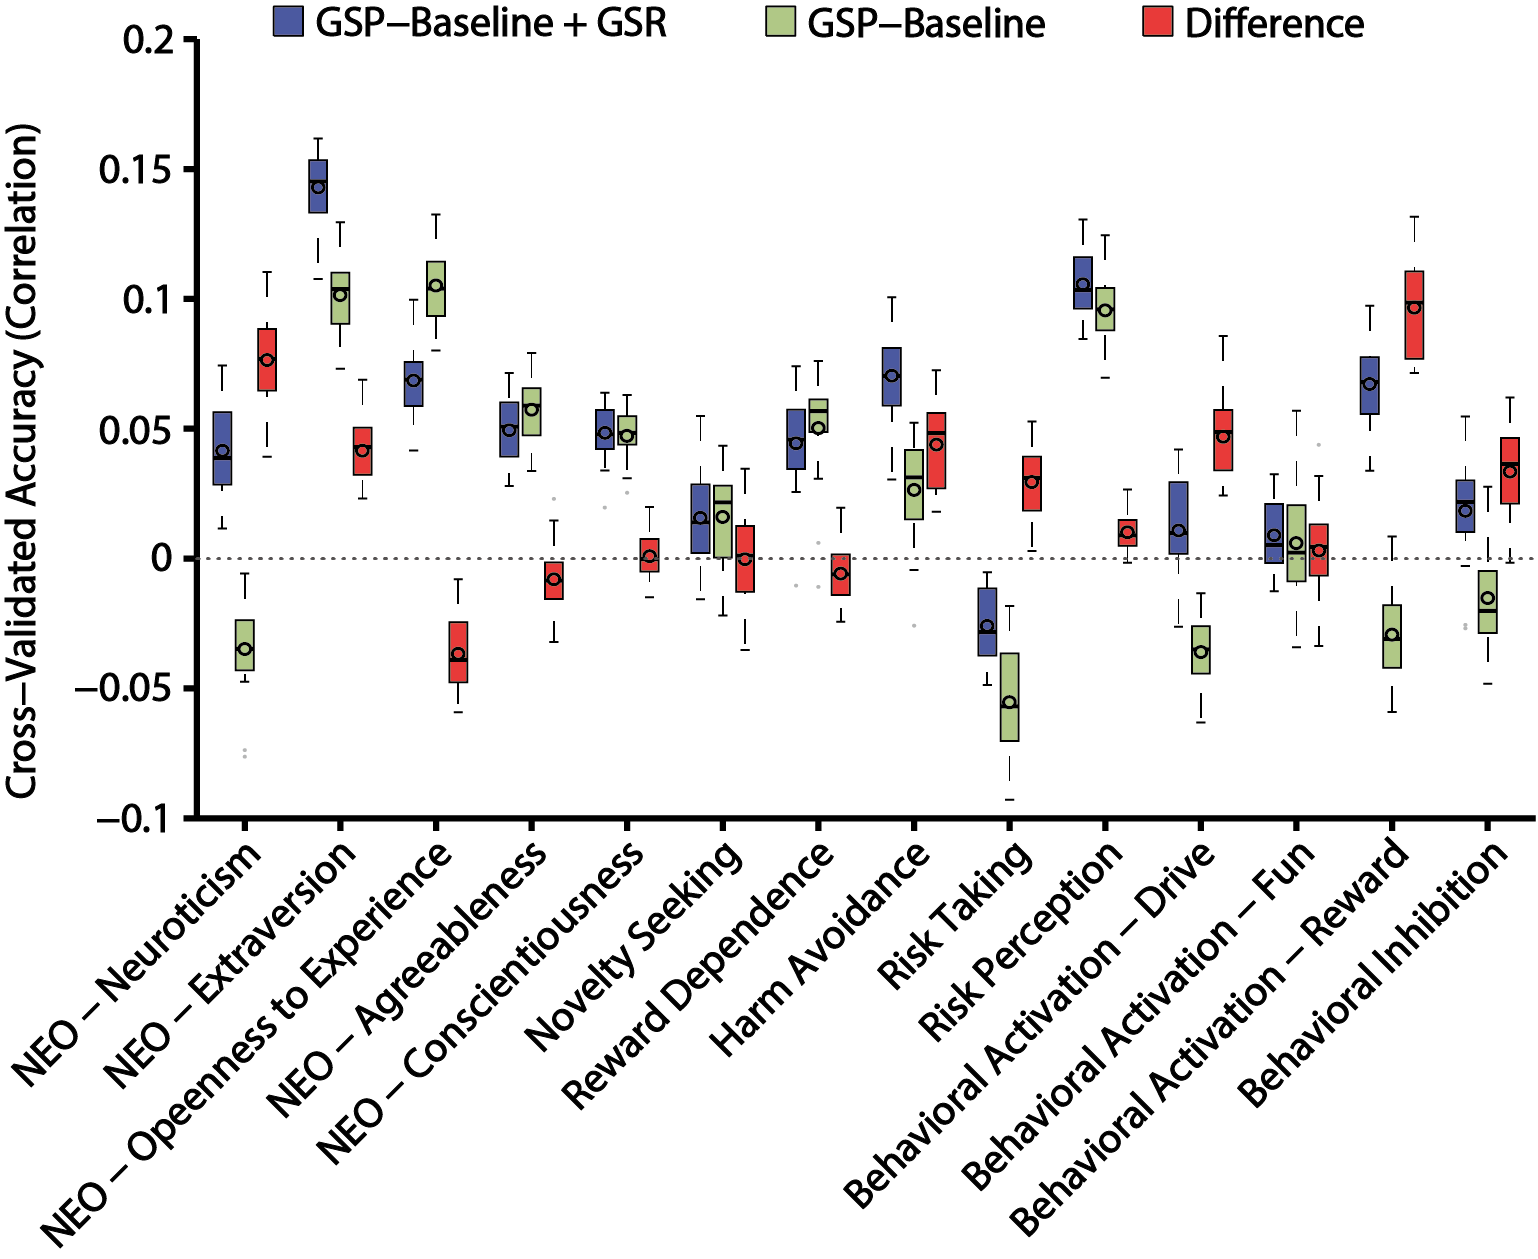 GSP–Baseline + GSR
GSP–Baseline
Difference
Cross–Validated Accuracy (Correlation)
0.2
0.15
0.1
0.05
0
−0.05
−0.1
NEO – Neuroticism
NEO – Extraversion
NEO – Opeenness to Experience
NEO – Agreeableness
NEO – Conscientiousness
Novelty Seeking
Reward Dependence
Harm Avoidance
Risk Taking
Risk Perception
Behavioral Activation – Drive
Behavioral Activation – Fun
Behavioral Activation – Reward
Behavioral Inhibition